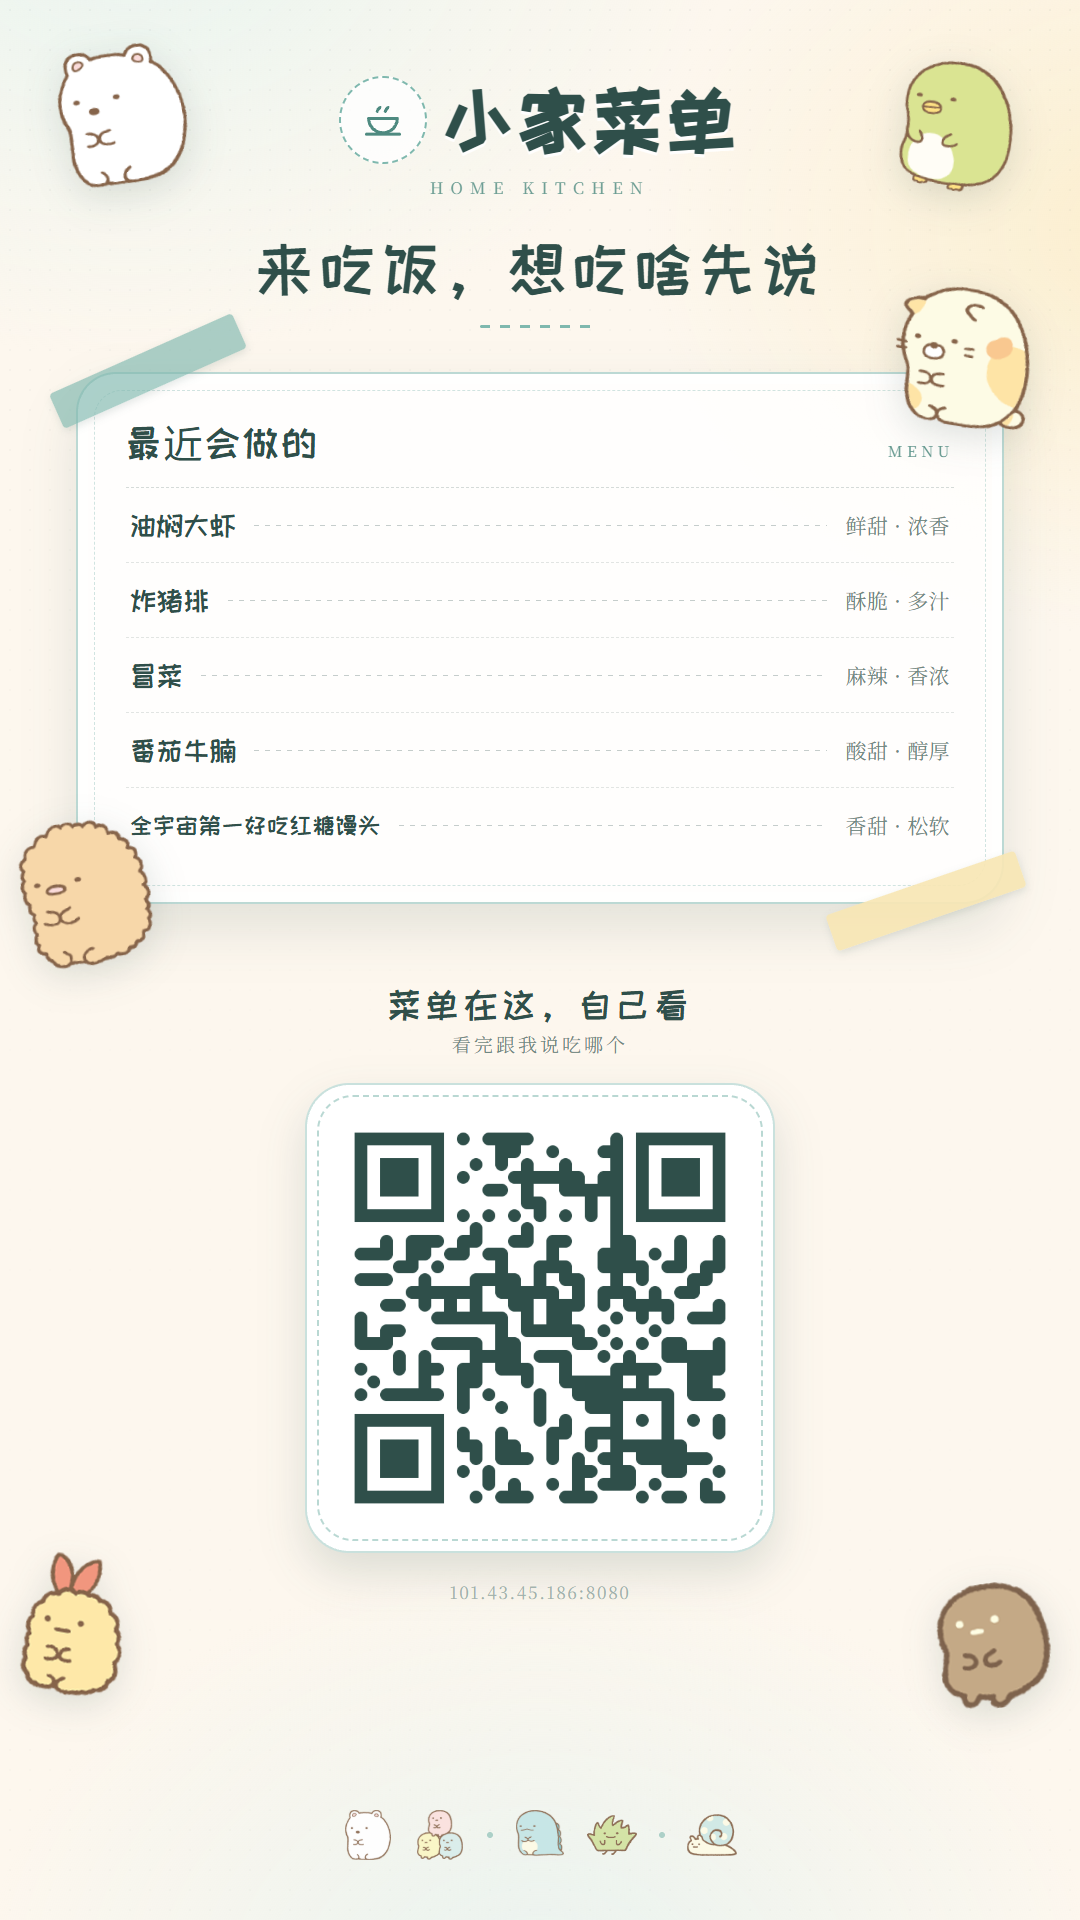 小家菜单
HOME KITCHEN
来吃饭，想吃啥先说
最近会做的
MENU
油焖大虾 鲜甜 · 浓香
炸猪排 酥脆 · 多汁
冒菜 麻辣 · 香浓
番茄牛腩 酸甜 · 醇厚
全宇宙第一好吃红糖馒头 香甜 · 松软
菜单在这，自己看
看完跟我说吃哪个
101.43.45.186:8080